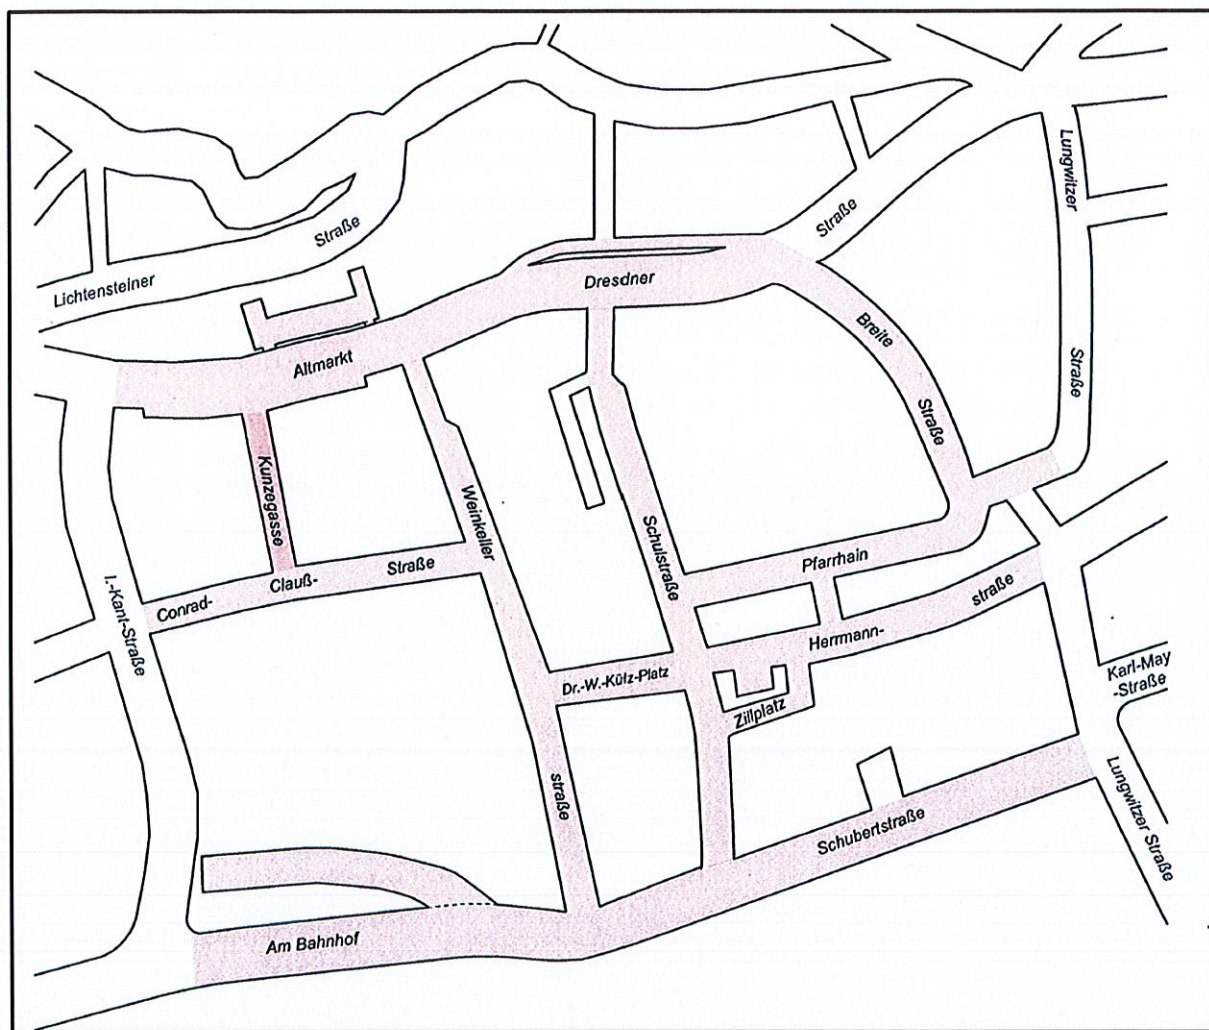 Lungwitzer
Straße
Straße
Lichtensteiner
Dresdner
Breite
Straße
Altmarkt
Straße
Kunzegasse
Weinkeller
Schulstraße
Pfarrhain
Straße
Clauß-
Conrad-
I.-Kant-Straße
straße
Herrmann-
Dr.-W.-Külz-Platz
Karl-May
-Straße
Zillplatz
straße
Lungwitzer Straße
Schubertstraße
Am Bahnhof